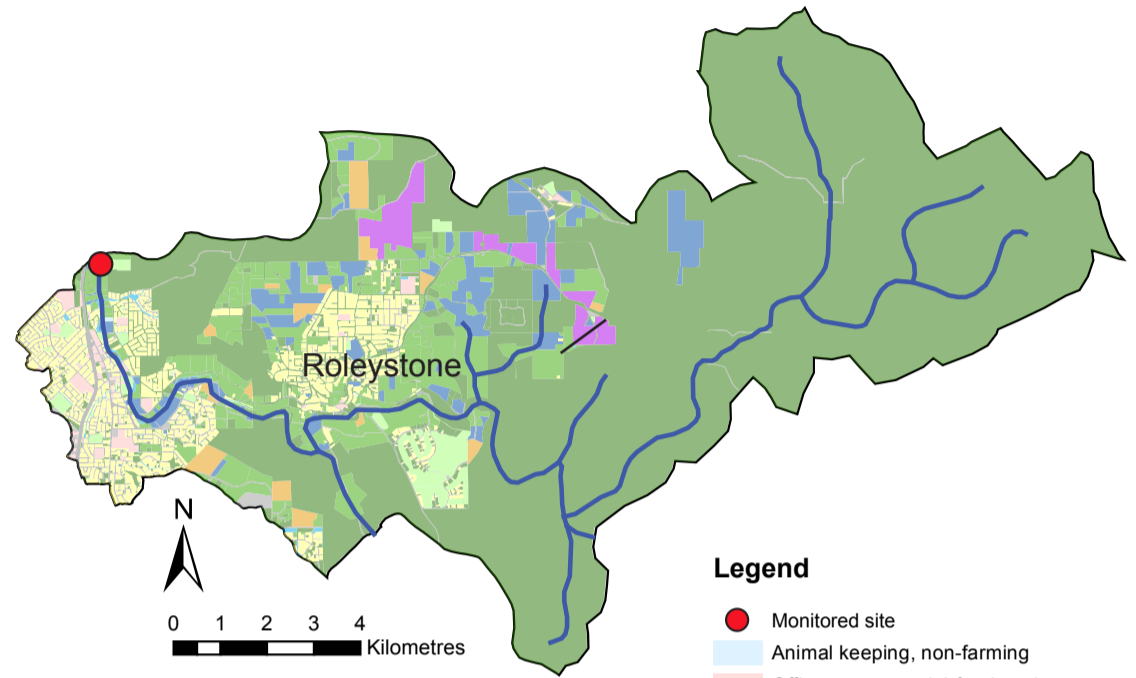 Roleystone
N
0 1 2 3 4
Kilometres
Legend
Monitored site
Animal keeping, non-farming